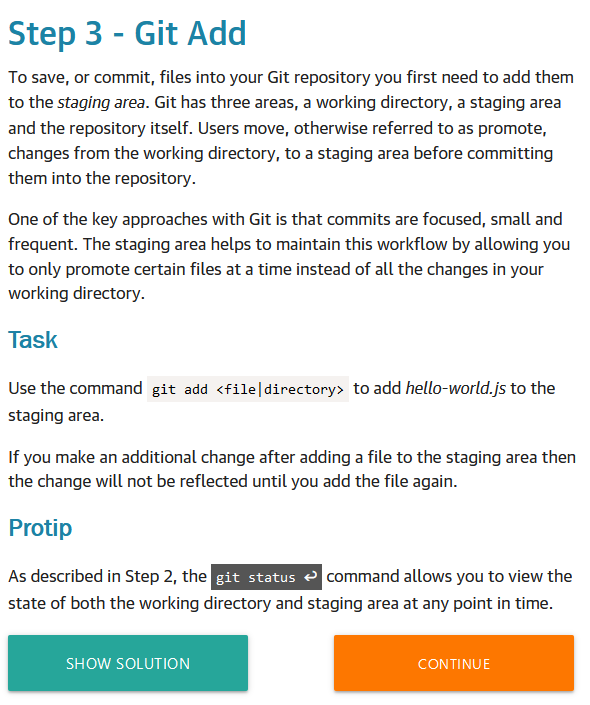 Step 3 - Git Add
To save, or commit, files into your Git repository you first need to add them
to the staging area. Git has three areas, a working directory, a staging area
and the repository itself. Users move, otherwise referred to as promote,
changes from the working directory, to a staging area before committing
them into the repository.
One of the key approaches with Git is that commits are focused, small and
frequent. The staging area helps to maintain this workflow by allowing you
to only promote certain files at a time instead of all the changes in your
working directory.
Task
Use the command git add <file|directory> to add hello-world.js to the
staging area.
If you make an additional change after adding a file to the staging area then
the change will not be reflected until you add the file again.
Protip
As described in Step 2, the git status ↩ command allows you to view the
state of both the working directory and staging area at any point in time.
SHOW SOLUTION CONTINUE